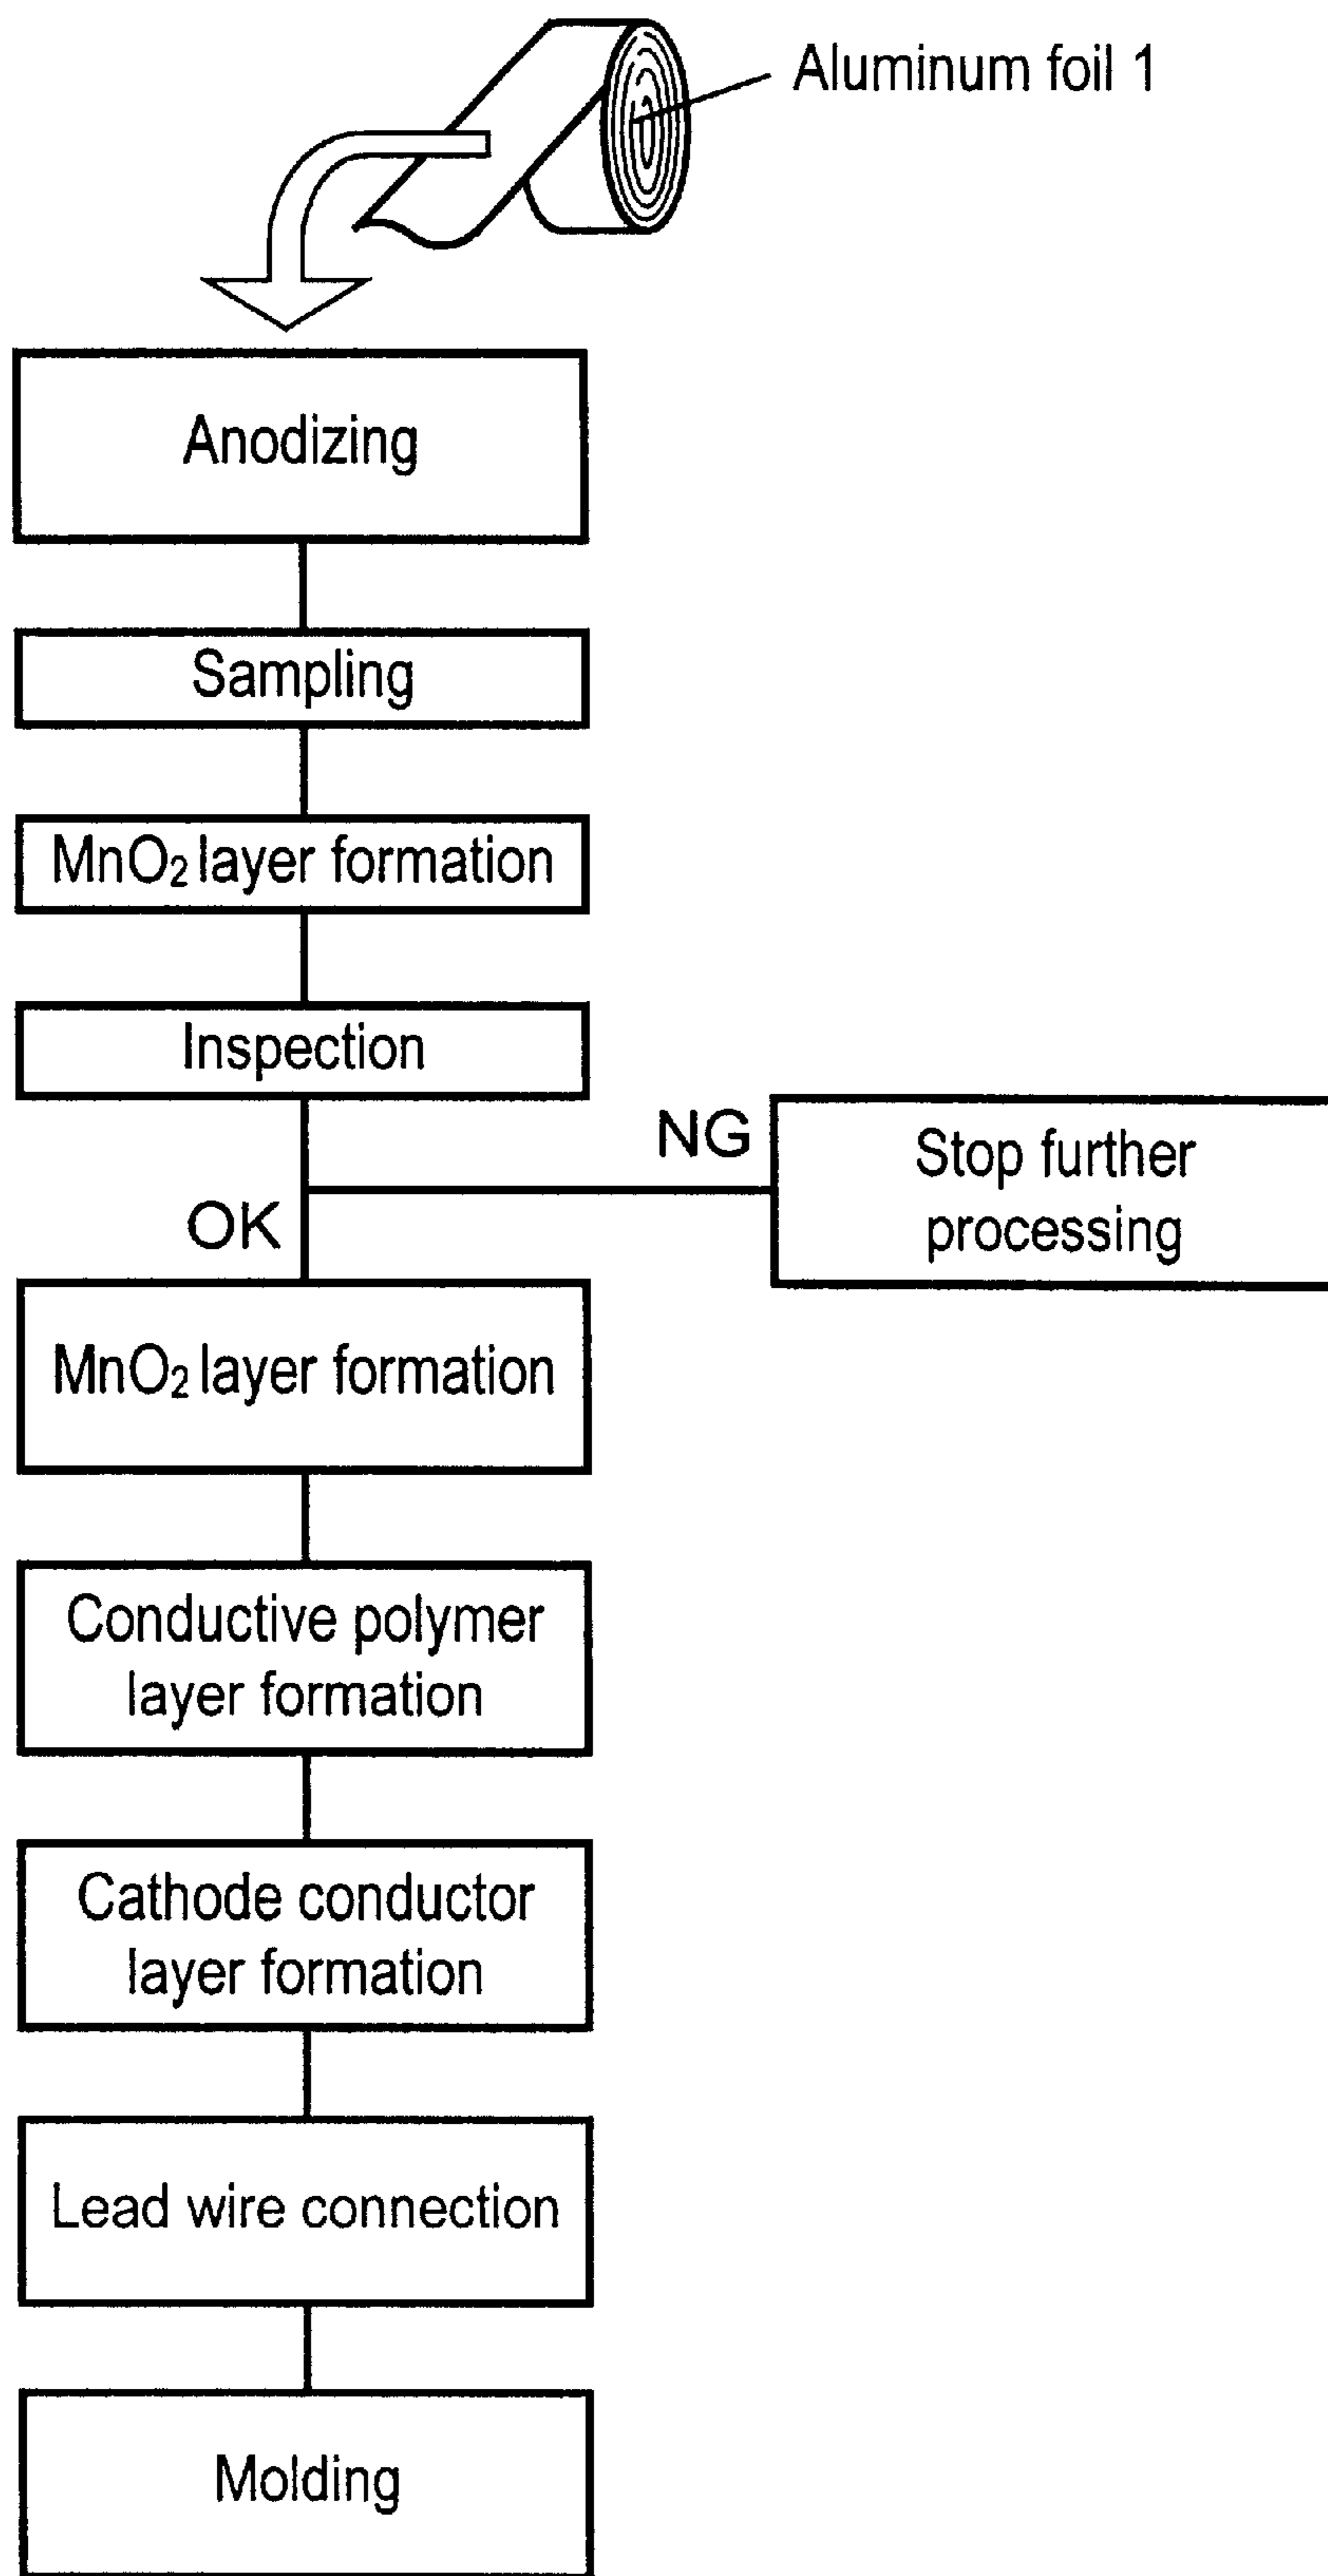 Aluminum foil 1
Anodizing
Sampling
MnO₂ layer formation
Inspection
NG
Stop further
processing
OK
MnO₂ layer formation
Conductive polymer
layer formation
Cathode conductor
layer formation
Lead wire connection
Molding